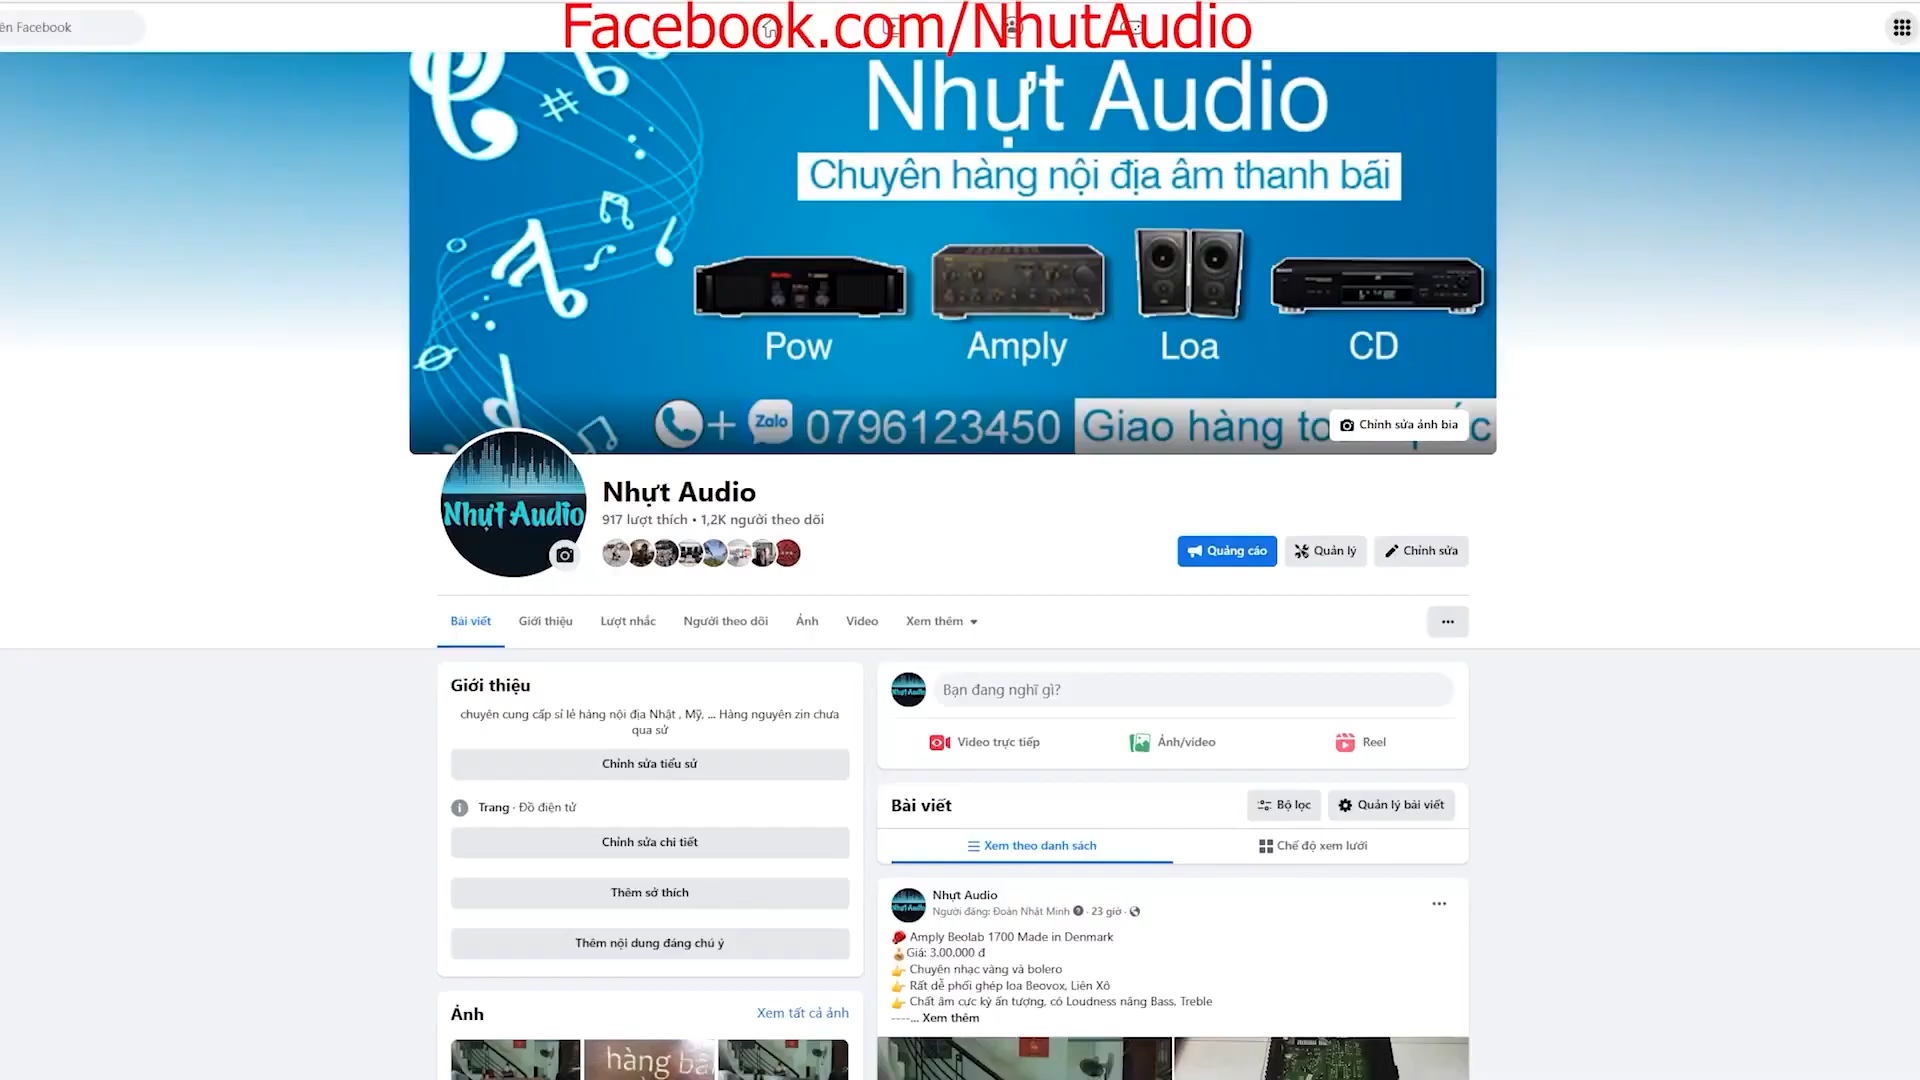 ên Facebook
Facebook.com/NhutAudio
Nhựt Audio
Chuyên hàng nội địa âm thanh bãi
Pow
Amply
Loa
CD
+ Zalo 0796123450
Giao hàng to
Chỉnh sửa ảnh bìa
Nhựt Audio
Nhựt Audio
917 lượt thích • 1,2K người theo dõi
Quảng cáo
Quản lý
Chỉnh sửa
Bài viết
Giới thiệu
Lượt nhắc
Người theo dõi
Ảnh
Video
Xem thêm
Giới thiệu
chuyên cung cấp sỉ lẻ hàng nội địa Nhật , Mỹ, ... Hàng nguyên zin chưa
qua sử
Chỉnh sửa tiểu sử
Trang · Đồ điện tử
Chỉnh sửa chi tiết
Thêm sở thích
Thêm nội dung đáng chú ý
Ảnh
Xem tất cả ảnh
hàng bã
Bạn đang nghĩ gì?
Video trực tiếp
Ảnh/video
Reel
Bài viết
Bộ lọc
Quản lý bài viết
Xem theo danh sách
Chế độ xem lưới
Nhựt Audio
Người đăng: Đoàn Nhật Minh · 23 giờ ·
Amply Beolab 1700 Made in Denmark
Giá: 3.00.000 đ
Chuyên nhạc vàng và bolero
Rất dễ phối ghép loa Beovox, Liên Xô
Chất âm cực kỳ ấn tượng, có Loudness nâng Bass, Treble
----... Xem thêm